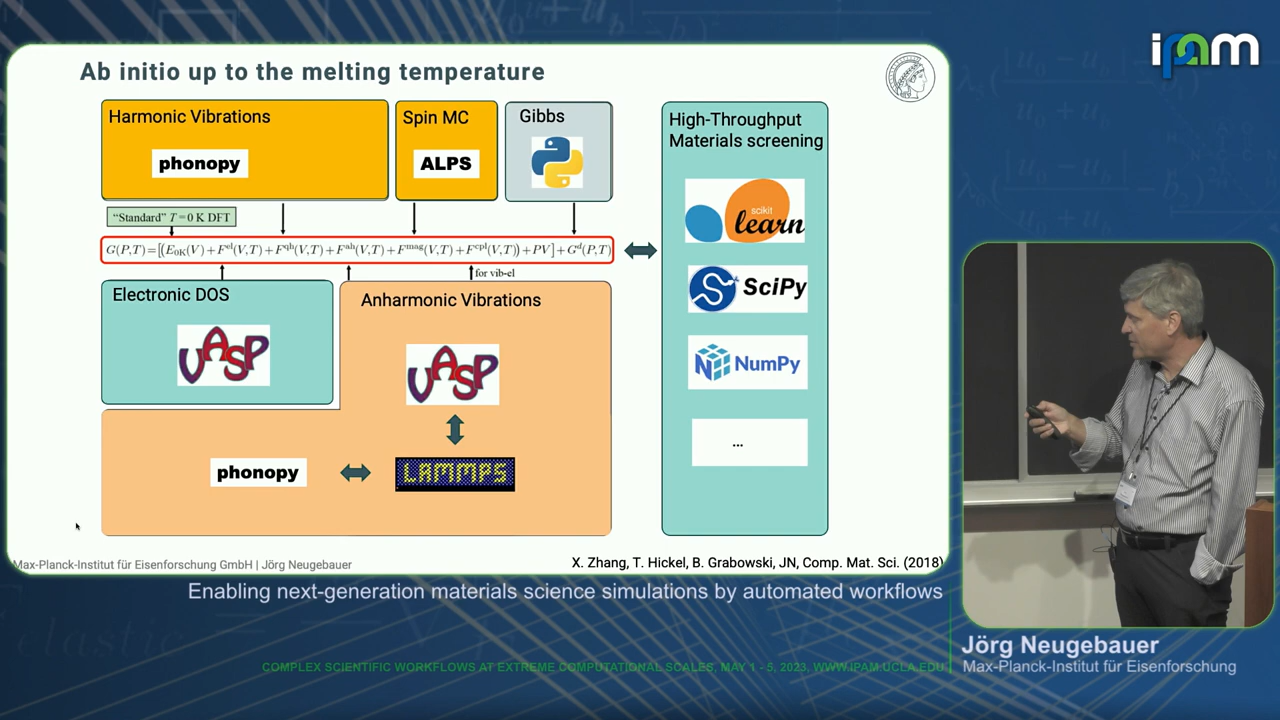 ipam
Ab initio up to the melting temperature
Harmonic Vibrations
phonopy
Spin MC
ALPS
Gibbs
High-Throughput
Materials screening
scikit
learn
SciPy
NumPy
...
"Standard" T=0 K DFT
G(P,T)=[(E₀ₖ(V)+Fᵉˡ(V,T)+F^qh(V,T)+Fᵃʰ(V,T)+Fᵐᵃᵍ(V,T)+Fᶜᵖˡ(V,T))+PV]+Gᵈ(P,T)
for vib-el
Electronic DOS
VASP
Anharmonic Vibrations
VASP
phonopy
LAMMPS
X. Zhang, T. Hickel, B. Grabowski, JN, Comp. Mat. Sci. (2018)
Max-Planck-Institut für Eisenforschung GmbH | Jörg Neugebauer
Enabling next-generation materials science simulations by automated workflows
Jörg Neugebauer
Max-Planck-Institut für Eisenforschung
COMPLEX SCIENTIFIC WORKFLOWS AT EXTREME COMPUTATIONAL SCALES, MAY 1 - 5, 2023, WWW.IPAM.UCLA.EDU
elastic